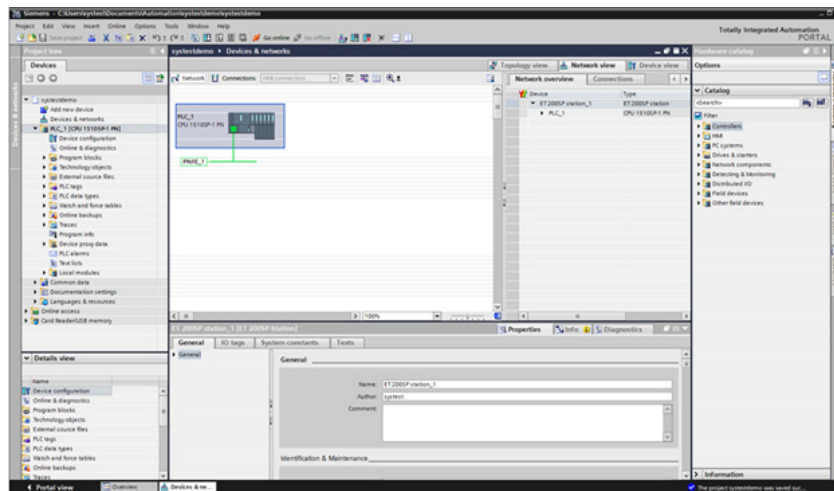 Siemens - C:\Users\systest\Documents\Automation\systestdemo\systestdemo
Project Edit View Insert Online Options Tools Window Help
Totally Integrated Automation
PORTAL
Save project Go online Go offline
Project tree
systestdemo › Devices & networks
Hardware catalog
Devices
Topology view Network view Device view
Options
Network Connections HMI connection
Network overview Connections
Devices & networks
Catalog
<Search>
Filter
Controllers
HMI
PC systems
Drives & starters
Network components
Detecting & Monitoring
Distributed I/O
Field devices
Other field devices
Information
systestdemo
Add new device
Devices & networks
PLC_1 [CPU 1510SP-1 PN]
Device configuration
Online & diagnostics
Program blocks
Technology objects
External source files
PLC tags
PLC data types
Watch and force tables
Online backups
Traces
Program info
Device proxy data
PLC alarms
Text lists
Local modules
Common data
Documentation settings
Languages & resources
Online access
Card Reader/USB memory
PLC_1
CPU 1510SP-1 PN
PN/IE_1
Device Type
ET 200SP station_1 ET 200SP station
PLC_1 CPU 1510SP-1 PN
100%
ET 200SP station_1 [ET 200SP Station]
Properties Info Diagnostics
General IO tags System constants Texts
General
General
Name: ET 200SP station_1
Author: systest
Comment:
Identification & Maintenance
Details view
Name
Device configuration
Online & diagnostics
Program blocks
Technology objects
External source files
PLC tags
PLC data types
Watch and force tables
Online backups
Traces
Portal view Overview Devices & ne...
The project systestdemo was saved suc...